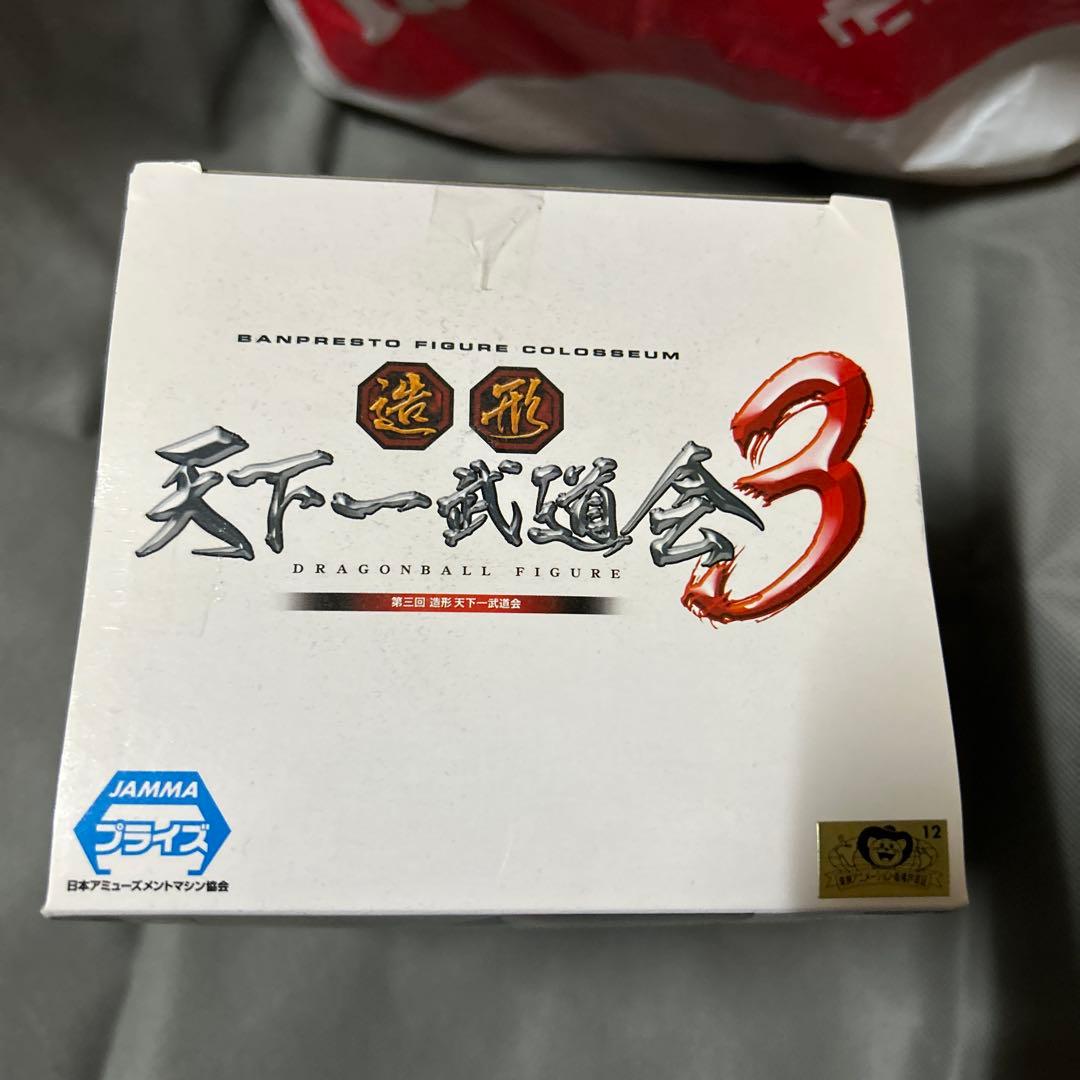 BANPRESTO FIGURE COLOSSEUM
造形
天下一武道会3
DRAGONBALL FIGURE
第三回 造形 天下一武道会
JAMMA
プライズ
日本アミューズメントマシン協会
12